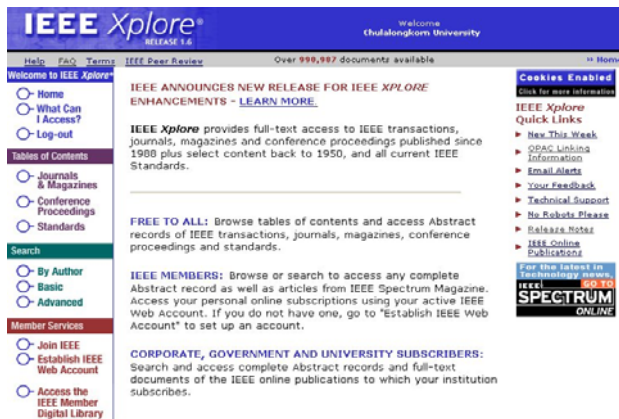 IEEE Xplore®
RELEASE 1.6
Welcome
Chulalongkorn University
Help FAQ Terms IEEE Peer Review
Over 990,987 documents available
» Home
Welcome to IEEE Xplore®
Home
What Can
I Access?
Log-out
Tables of Contents
Journals
& Magazines
Conference
Proceedings
Standards
Search
By Author
Basic
Advanced
Member Services
Join IEEE
Establish IEEE
Web Account
Access the
IEEE Member
Digital Library
IEEE ANNOUNCES NEW RELEASE FOR IEEE XPLORE
ENHANCEMENTS - LEARN MORE
IEEE Xplore provides full-text access to IEEE transactions,
journals, magazines and conference proceedings published since
1988 plus select content back to 1950, and all current IEEE
Standards.
FREE TO ALL: Browse tables of contents and access Abstract
records of IEEE transactions, journals, magazines, conference
proceedings and standards.
IEEE MEMBERS: Browse or search to access any complete
Abstract record as well as articles from IEEE Spectrum Magazine.
Access your personal online subscriptions using your active IEEE
Web Account. If you do not have one, go to "Establish IEEE Web
Account" to set up an account.
CORPORATE, GOVERNMENT AND UNIVERSITY SUBSCRIBERS:
Search and access complete Abstract records and full-text
documents of the IEEE online publications to which your institution
subscribes.
Cookies Enabled
Click for more information
IEEE Xplore
Quick Links
New This Week
OPAC Linking
Information
Email Alerts
Your Feedback
Technical Support
No Robots Please
Release Notes
IEEE Online
Publications
For the latest in
Technology news,
IEEE GO TO
SPECTRUM
ONLINE